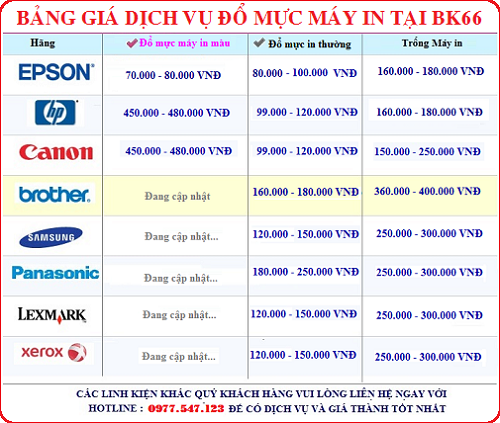 BẢNG GIÁ DỊCH VỤ ĐỔ MỰC MÁY IN TẠI BK66
Hãng Đổ mực máy in màu Đổ mực in thường Trống Máy in
EPSON® 70.000 - 80.000 VNĐ 80.000 - 100.000 VNĐ 160.000 - 180.000 VNĐ
hp 450.000 - 480.000 VNĐ 99.000 - 120.000 VNĐ 160.000 - 180.000 VNĐ
Canon 450.000 - 480.000 VNĐ 99.000 - 120.000 VNĐ 150.000 - 250.000 VNĐ
brother® Đang cập nhật 160.000 - 180.000 VNĐ 360.000 - 400.000 VNĐ
SAMSUNG Đang cập nhật... 120.000 - 150.000 VNĐ 250.000 - 300.000 VNĐ
Panasonic Đang cập nhật... 180.000 - 250.000 VNĐ 250.000 - 300.000 VNĐ
LEXMARK Đang cập nhật... 120.000 - 150.000 VNĐ 250.000 - 300.000 VNĐ
xerox Đang cập nhật... 120.000 - 150.000 VNĐ 250.000 - 300.000 VNĐ
CÁC LINH KIỆN KHÁC QUÝ KHÁCH HÀNG VUI LÒNG LIÊN HỆ NGAY VỚI
HOTLINE : 0977.547.123 ĐỂ CÓ DỊCH VỤ VÀ GIÁ THÀNH TỐT NHẤT